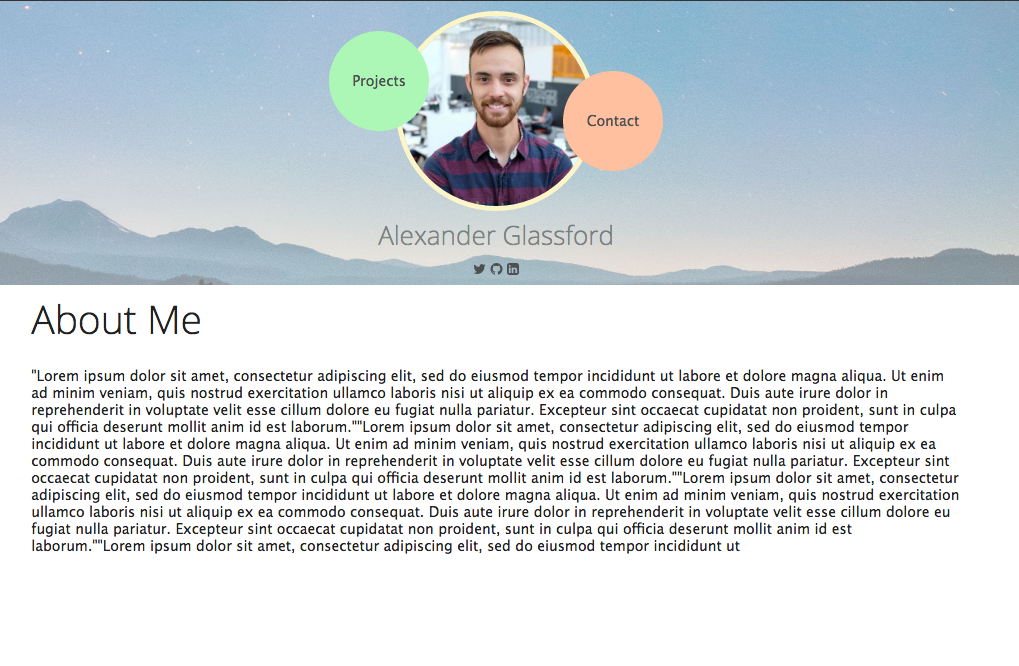 Projects
Contact
Alexander Glassford
About Me
"Lorem ipsum dolor sit amet, consectetur adipiscing elit, sed do eiusmod tempor incididunt ut labore et dolore magna aliqua. Ut enim
ad minim veniam, quis nostrud exercitation ullamco laboris nisi ut aliquip ex ea commodo consequat. Duis aute irure dolor in
reprehenderit in voluptate velit esse cillum dolore eu fugiat nulla pariatur. Excepteur sint occaecat cupidatat non proident, sunt in culpa
qui officia deserunt mollit anim id est laborum.""Lorem ipsum dolor sit amet, consectetur adipiscing elit, sed do eiusmod tempor
incididunt ut labore et dolore magna aliqua. Ut enim ad minim veniam, quis nostrud exercitation ullamco laboris nisi ut aliquip ex ea
commodo consequat. Duis aute irure dolor in reprehenderit in voluptate velit esse cillum dolore eu fugiat nulla pariatur. Excepteur sint
occaecat cupidatat non proident, sunt in culpa qui officia deserunt mollit anim id est laborum.""Lorem ipsum dolor sit amet, consectetur
adipiscing elit, sed do eiusmod tempor incididunt ut labore et dolore magna aliqua. Ut enim ad minim veniam, quis nostrud exercitation
ullamco laboris nisi ut aliquip ex ea commodo consequat. Duis aute irure dolor in reprehenderit in voluptate velit esse cillum dolore eu
fugiat nulla pariatur. Excepteur sint occaecat cupidatat non proident, sunt in culpa qui officia deserunt mollit anim id est
laborum.""Lorem ipsum dolor sit amet, consectetur adipiscing elit, sed do eiusmod tempor incididunt ut